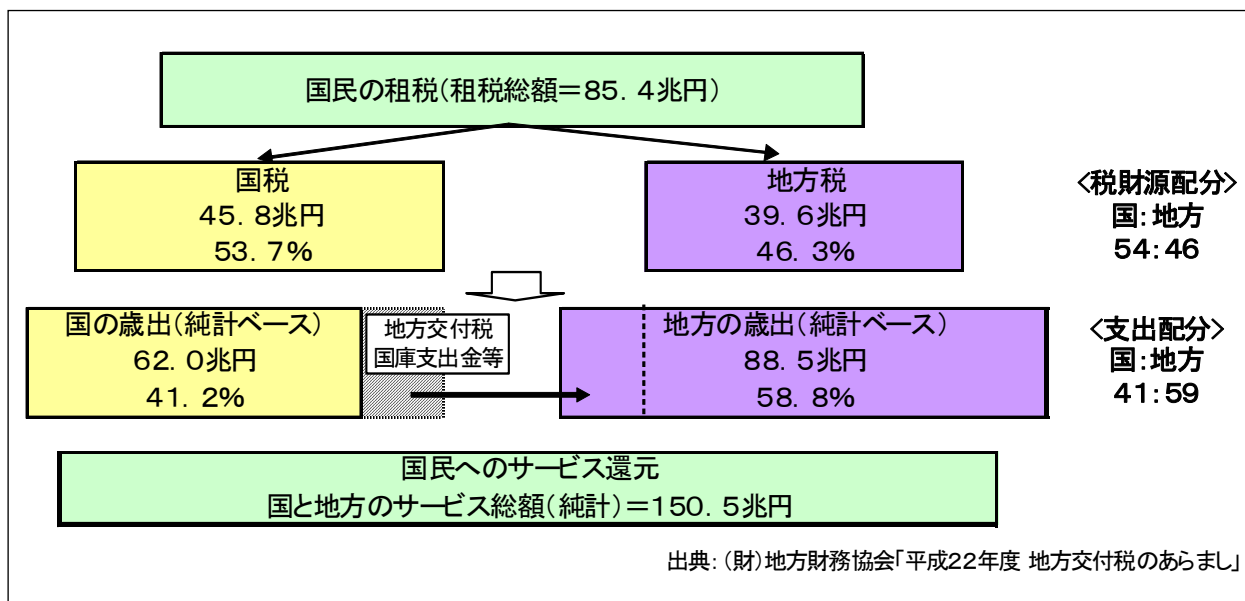 国民の租税(租税総額=85.4兆円)
国税
45.8兆円
53.7%
地方税
39.6兆円
46.3%
<税財源配分>
国:地方
54:46
国の歳出(純計ベース)
62.0兆円
41.2%
地方交付税
国庫支出金等
地方の歳出(純計ベース)
88.5兆円
58.8%
<支出配分>
国:地方
41:59
国民へのサービス還元
国と地方のサービス総額(純計)=150.5兆円
出典:(財)地方財務協会「平成22年度 地方交付税のあらまし」